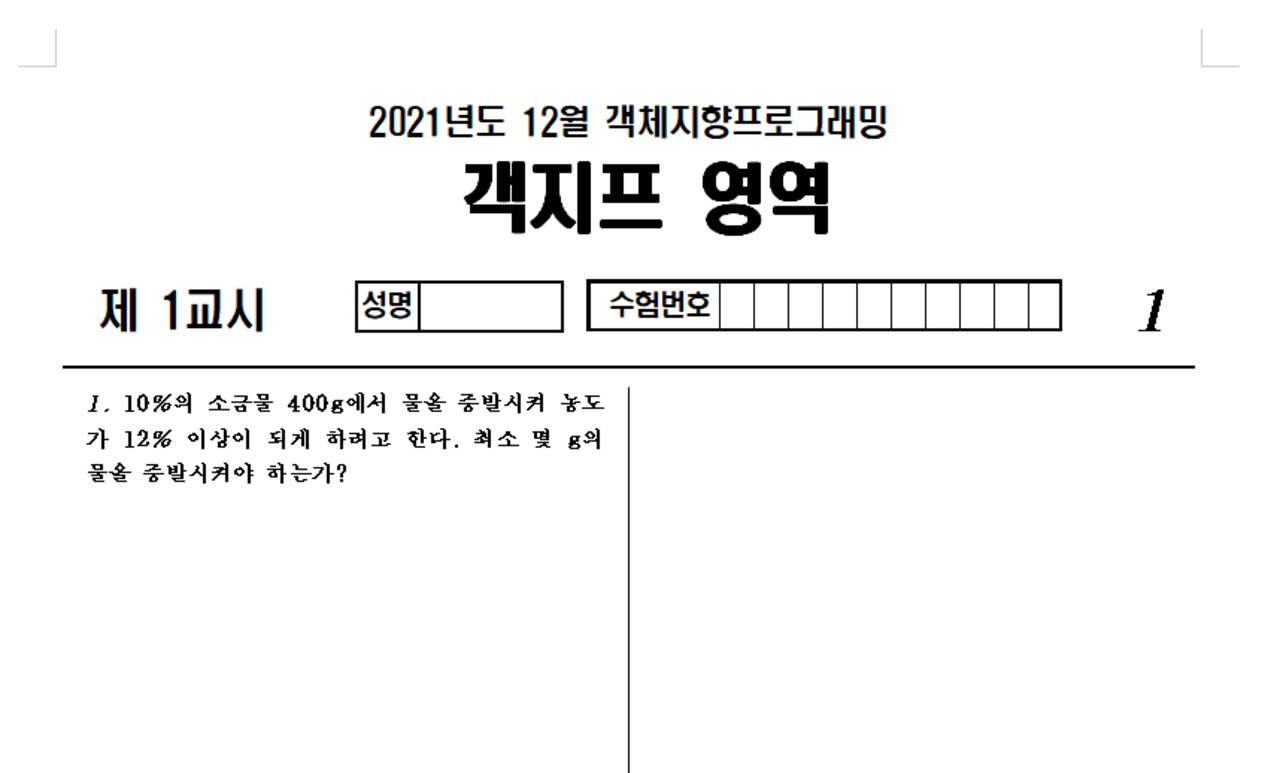 2021년도 12월 객체지향프로그래밍
객지프 영역
제 1교시
성명
수험번호
1
1. 10%의 소금물 400g에서 물을 증발시켜 농도
가 12% 이상이 되게 하려고 한다. 최소 몇 g의
물을 증발시켜야 하는가?